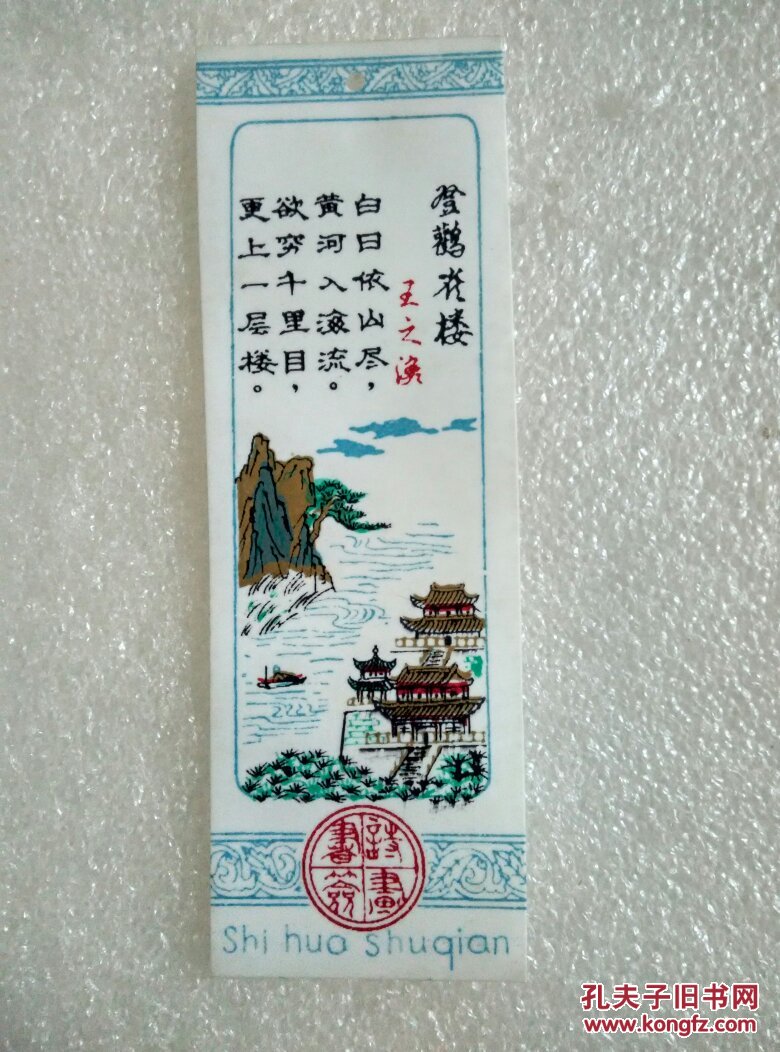 登鹳雀楼
王之涣
白日依山尽，
黄河入海流。
欲穷千里目，
更上一层楼。
詩畫
書簽
Shi hua shuqian
孔夫子旧书网
www.kongfz.com